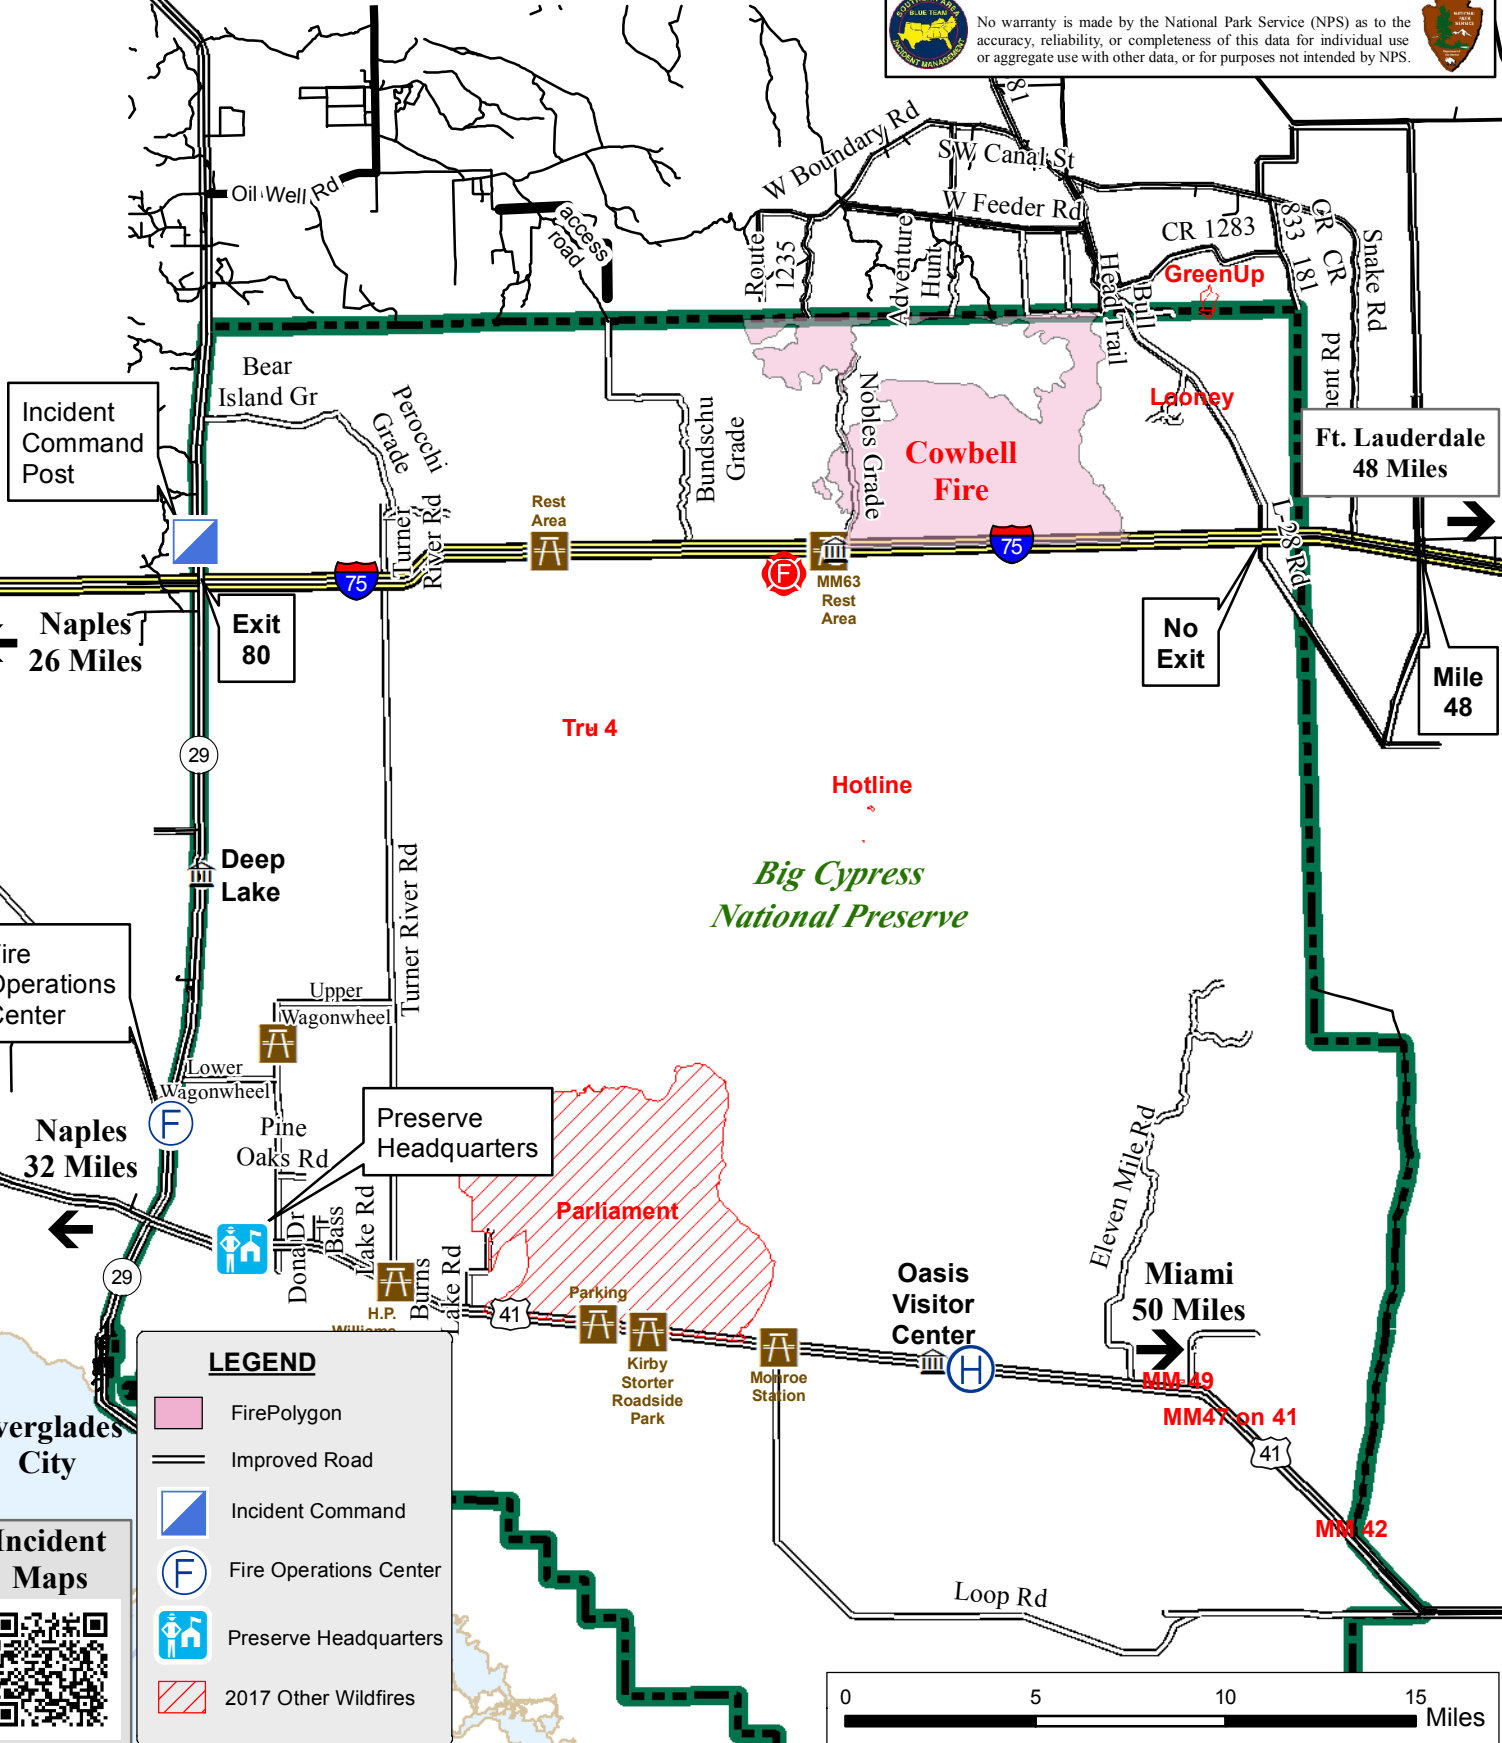 SOUTHERN AREA
BLUE TEAM
INCIDENT MANAGEMENT
No warranty is made by the National Park Service (NPS) as to the
accuracy, reliability, or completeness of this data for individual use
or aggregate use with other data, or for purposes not intended by NPS.
81
W Boundary Rd
SW Canal St
Oil Well Rd
W Feeder Rd
access
road
CR 1283
833
CR
CR
181
Snake Rd
Route
1235
Adventure
Hunt
Head Trail
Bull
GreenUp
Bear
Island Gr
Perocchi
Grade
Incident
Command
Post
Bundschu
Grade
Nobles Grade
Looney
Cowbell
Fire
Ft. Lauderdale
48 Miles
Turner
River Rd
Rest
Area
75
F
MM63
Rest
Area
75
L-28 Rd
Naples
26 Miles
Exit
80
No
Exit
Mile
48
Tru 4
29
Hotline
Deep
Lake
Big Cypress
National Preserve
Turner River Rd
Operations
Upper
Wagonwheel
Lower
Wagonwheel
F
Naples
32 Miles
Pine
Oaks Rd
Preserve
Headquarters
Eleven Mile Rd
Parliament
Dona Dr
Bass
Lake Rd
Burns
Lake Rd
29
H.P.
41
Parking
Kirby
Storter
Roadside
Park
Monroe
Station
Oasis
Visitor
Center
H
Miami
50 Miles
MM 49
MM47 on 41
41
MM 42
City
Loop Rd
LEGEND
FirePolygon
Improved Road
Incident Command
F
Fire Operations Center
Preserve Headquarters
2017 Other Wildfires
Incident
Maps
0 5 10 15
Miles